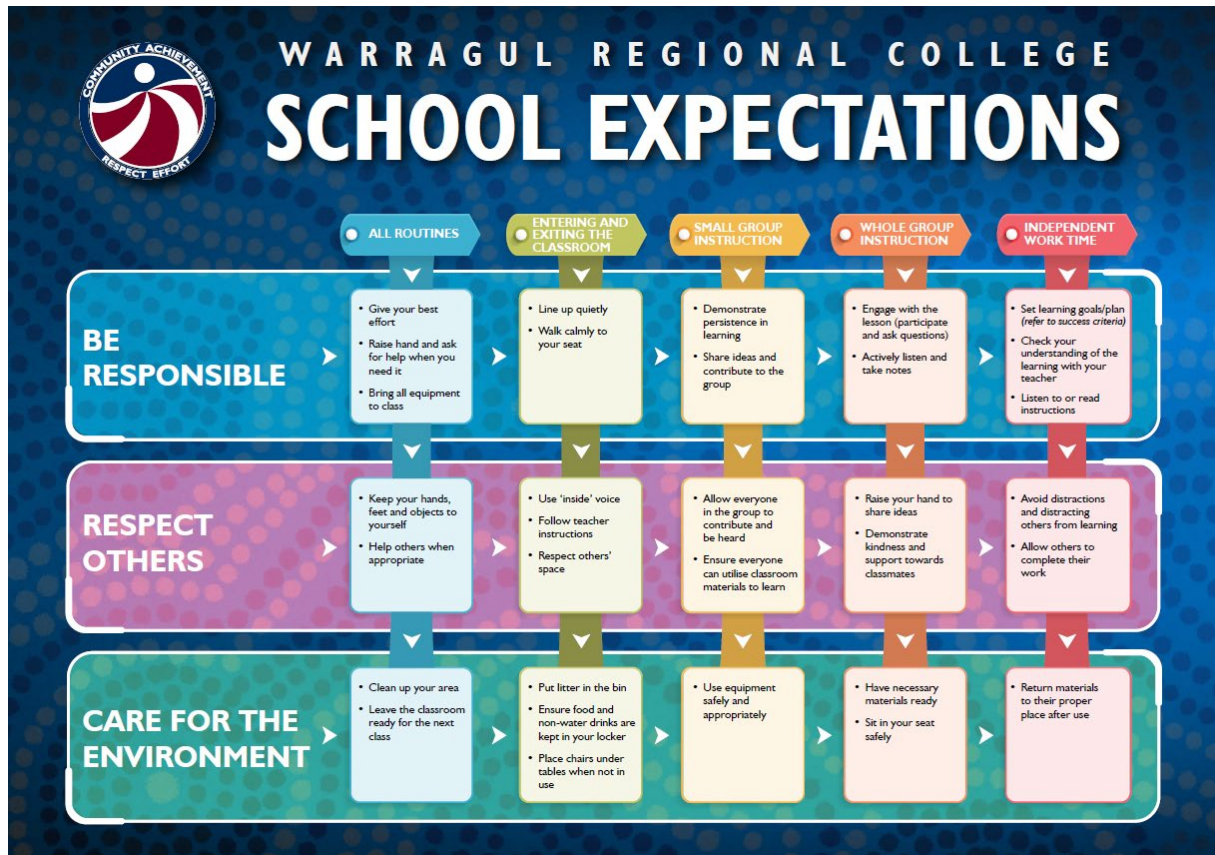 COMMUNITY ACHIEVEMENT
RESPECT EFFORT
WARRAGUL REGIONAL COLLEGE
SCHOOL EXPECTATIONS
ALL ROUTINES
ENTERING AND
EXITING THE
CLASSROOM
SMALL GROUP
INSTRUCTION
WHOLE GROUP
INSTRUCTION
INDEPENDENT
WORK TIME
BE
RESPONSIBLE
• Give your best
effort
• Raise hand and ask
for help when you
need it
• Bring all equipment
to class
• Line up quietly
• Walk calmly to
your seat
• Demonstrate
persistence in
learning
• Share ideas and
contribute to the
group
• Engage with the
lesson (participate
and ask questions)
• Actively listen and
take notes
• Set learning goals/plan
(refer to success criteria)
• Check your
understanding of the
learning with your
teacher
• Listen to or read
instructions
RESPECT
OTHERS
• Keep your hands,
feet and objects to
yourself
• Help others when
appropriate
• Use ‘inside’ voice
• Follow teacher
instructions
• Respect others’
space
• Allow everyone
in the group to
contribute and
be heard
• Ensure everyone
can utilise classroom
materials to learn
• Raise your hand to
share ideas
• Demonstrate
kindness and
support towards
classmates
• Avoid distractions
and distracting
others from learning
• Allow others to
complete their
work
CARE FOR THE
ENVIRONMENT
• Clean up your area
• Leave the classroom
ready for the next
class
• Put litter in the bin
• Ensure food and
non-water drinks are
kept in your locker
• Place chairs under
tables when not in
use
• Use equipment
safely and
appropriately
• Have necessary
materials ready
• Sit in your seat
safely
• Return materials
to their proper
place after use